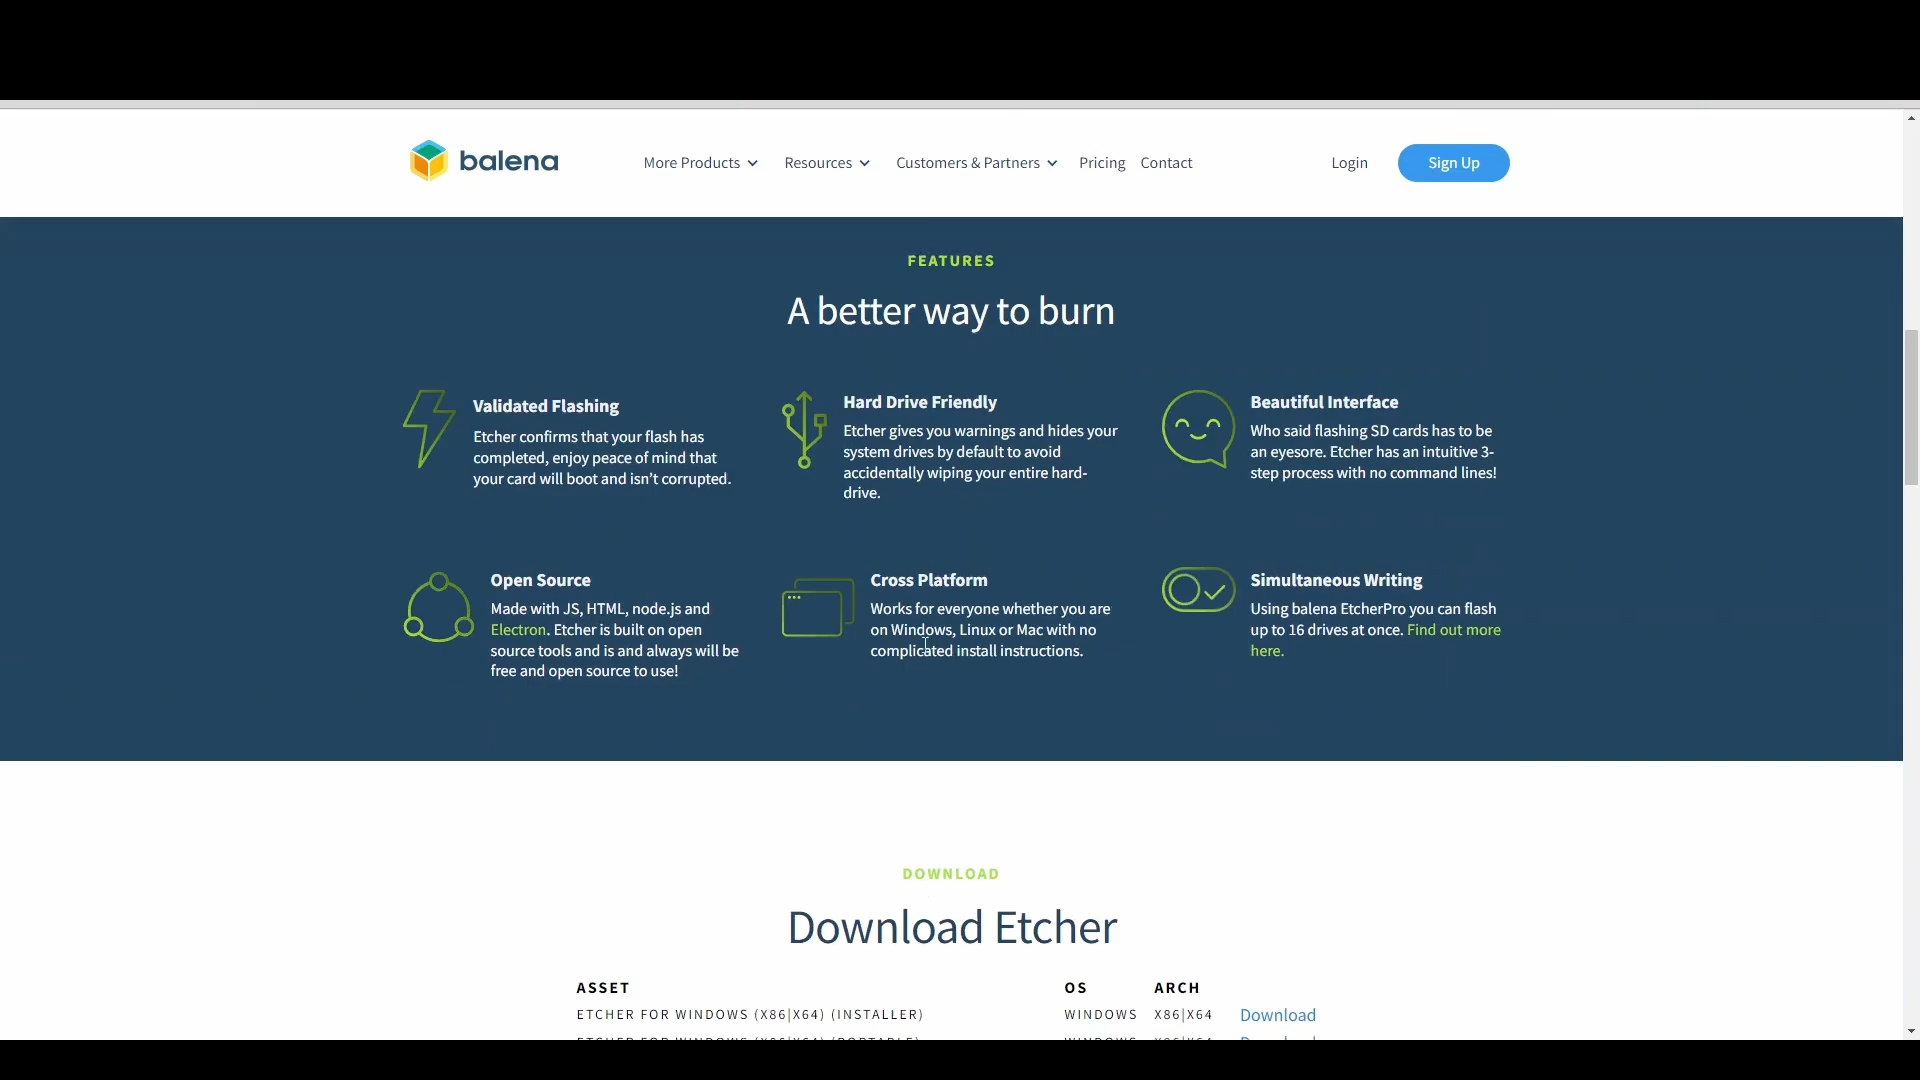 balena
More Products
Resources
Customers & Partners
Pricing
Contact
Login
Sign Up
FEATURES
A better way to burn
Validated Flashing
Etcher confirms that your flash has
completed, enjoy peace of mind that
your card will boot and isn't corrupted.
Hard Drive Friendly
Etcher gives you warnings and hides your
system drives by default to avoid
accidentally wiping your entire hard-
drive.
Beautiful Interface
Who said flashing SD cards has to be
an eyesore. Etcher has an intuitive 3-
step process with no command lines!
Open Source
Made with JS, HTML, node.js and
Electron. Etcher is built on open
source tools and is and always will be
free and open source to use!
Cross Platform
Works for everyone whether you are
on Windows, Linux or Mac with no
complicated install instructions.
Simultaneous Writing
Using balena EtcherPro you can flash
up to 16 drives at once. Find out more
here.
DOWNLOAD
Download Etcher
ASSET OS ARCH
ETCHER FOR WINDOWS (X86|X64) (INSTALLER) WINDOWS X86|X64 Download